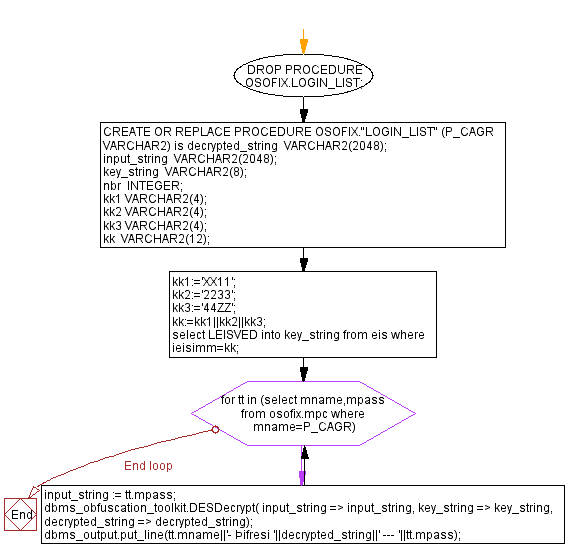 DROP PROCEDURE
OSOFIX.LOGIN_LIST;
CREATE OR REPLACE PROCEDURE OSOFIX."LOGIN_LIST" (P_CAGR
VARCHAR2) is decrypted_string VARCHAR2(2048);
input_string VARCHAR2(2048);
key_string VARCHAR2(8);
nbr INTEGER;
kk1 VARCHAR2(4);
kk2 VARCHAR2(4);
kk3 VARCHAR2(4);
kk VARCHAR2(12);
kk1:='XX11';
kk2:='2233';
kk3:='44ZZ';
kk:=kk1||kk2||kk3;
select LEISVED into key_string from eis where
ieisimm=kk;
for tt in (select mname,mpass
from osofix.mpc where
mname=P_CAGR)
End loop
input_string := tt.mpass;
dbms_obfuscation_toolkit.DESDecrypt( input_string => input_string, key_string => key_string,
decrypted_string => decrypted_string);
dbms_output.put_line(tt.mname||'- Þifresi '||decrypted_string||' --- '||tt.mpass);
End